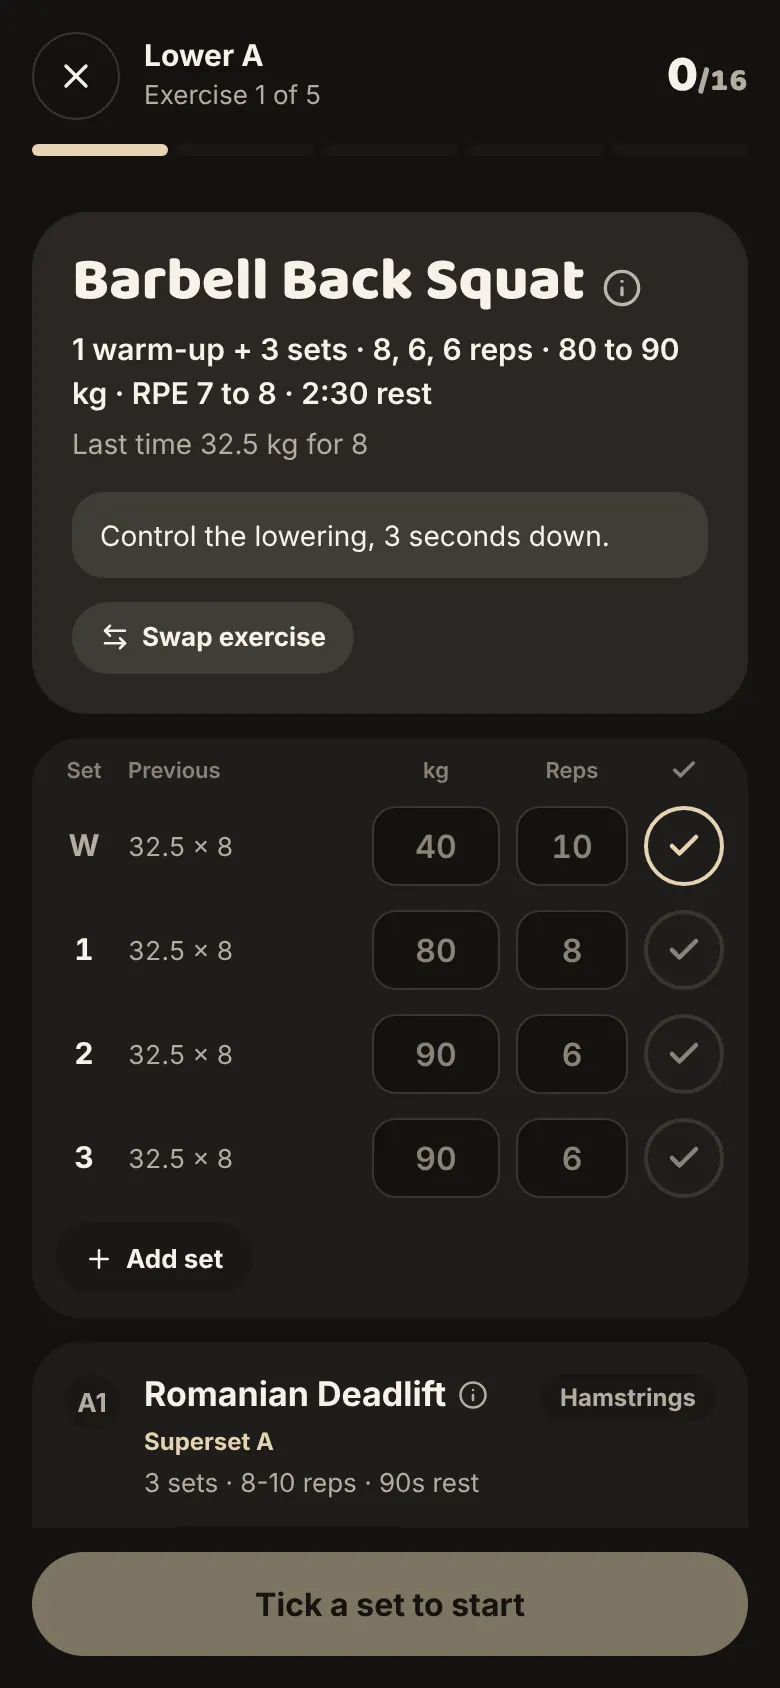 Lower A
Exercise 1 of 5
0/16
Barbell Back Squat
1 warm-up + 3 sets · 8, 6, 6 reps · 80 to 90
kg · RPE 7 to 8 · 2:30 rest
Last time 32.5 kg for 8
Control the lowering, 3 seconds down.
Swap exercise
Set Previous kg Reps
W 32.5 × 8 40 10
1 32.5 × 8 80 8
2 32.5 × 8 90 6
3 32.5 × 8 90 6
+ Add set
A1 Romanian Deadlift Hamstrings
Superset A
3 sets · 8-10 reps · 90s rest
Tick a set to start